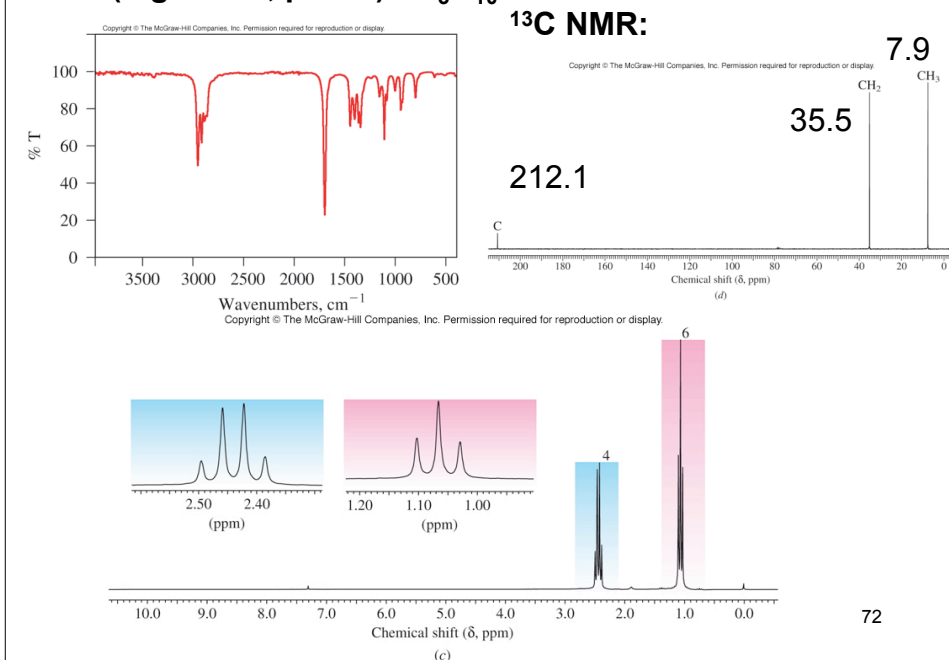 ¹³C NMR:
Copyright © The McGraw-Hill Companies, Inc. Permission required for reproduction or display.
% T
100
80
60
40
20
0
3500 3000 2500 2000 1500 1000 500
Wavenumbers, cm⁻¹
Copyright © The McGraw-Hill Companies, Inc. Permission required for reproduction or display.
7.9
CH₃
CH₂
35.5
212.1
C
200 180 160 140 120 100 80 60 40 20 0
Chemical shift (δ, ppm)
(d)
Copyright © The McGraw-Hill Companies, Inc. Permission required for reproduction or display.
6
4
2.50 2.40
(ppm)
1.20 1.10 1.00
(ppm)
10.0 9.0 8.0 7.0 6.0 5.0 4.0 3.0 2.0 1.0 0.0
Chemical shift (δ, ppm)
(c)
72